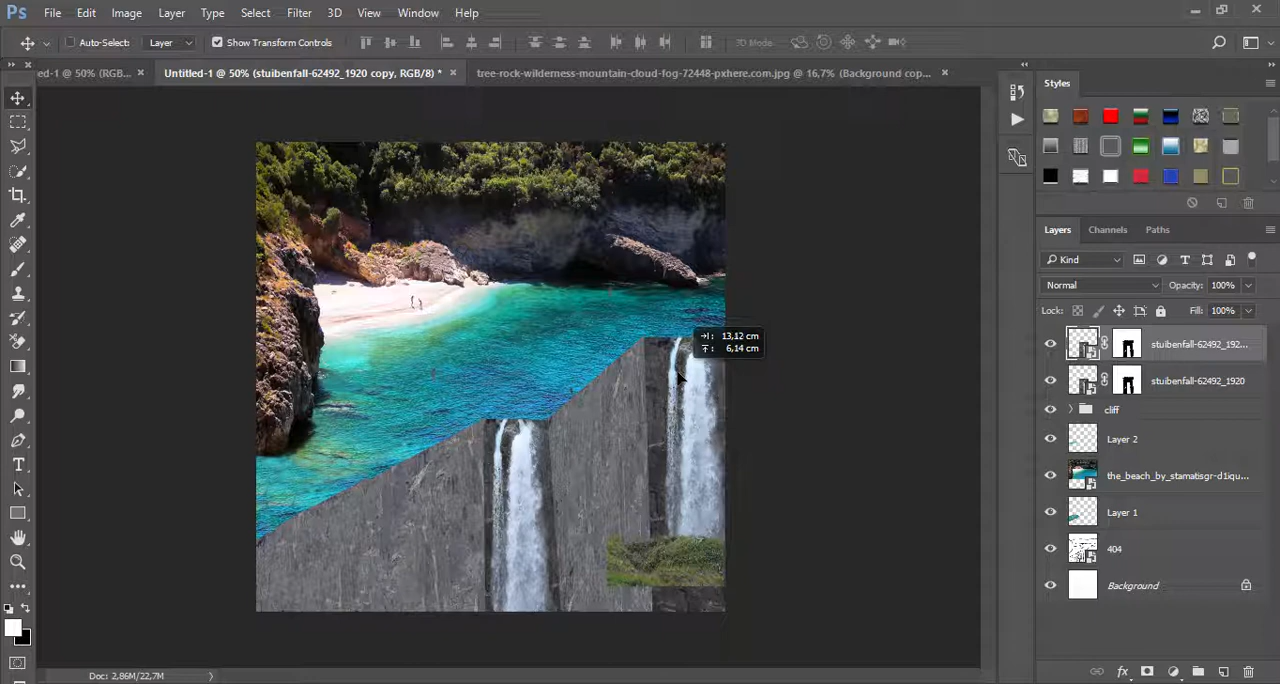 Ps File Edit Image Layer Type Select Filter 3D View Window Help
Auto-Select: Layer Show Transform Controls 3D Mode:
ed-1 @ 50% (RGB... Untitled-1 @ 50% (stuibenfall-62492_1920 copy, RGB/8) * tree-rock-wilderness-mountain-cloud-fog-72448-pxhere.com.jpg @ 16,7% (Background cop...
Styles
Layers Channels Paths
Kind
Normal Opacity: 100%
Lock: Fill: 100%
13,12 cm
6,14 cm
stuibenfall-62492_192...
stuibenfall-62492_1920
cliff
Layer 2
the_beach_by_stamatisgr-d1iqu...
Layer 1
404
Background
Doc: 2,86M/22,7M